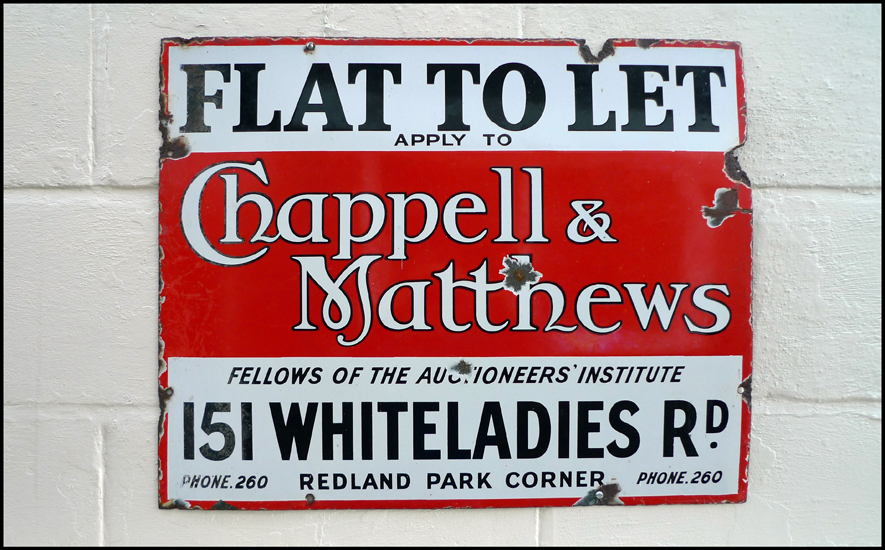 FLAT TO LET
APPLY TO
Chappell &
Matthews
FELLOWS OF THE AUCTIONEERS' INSTITUTE
151 WHITELADIES RD.
PHONE.260 REDLAND PARK CORNER PHONE.260